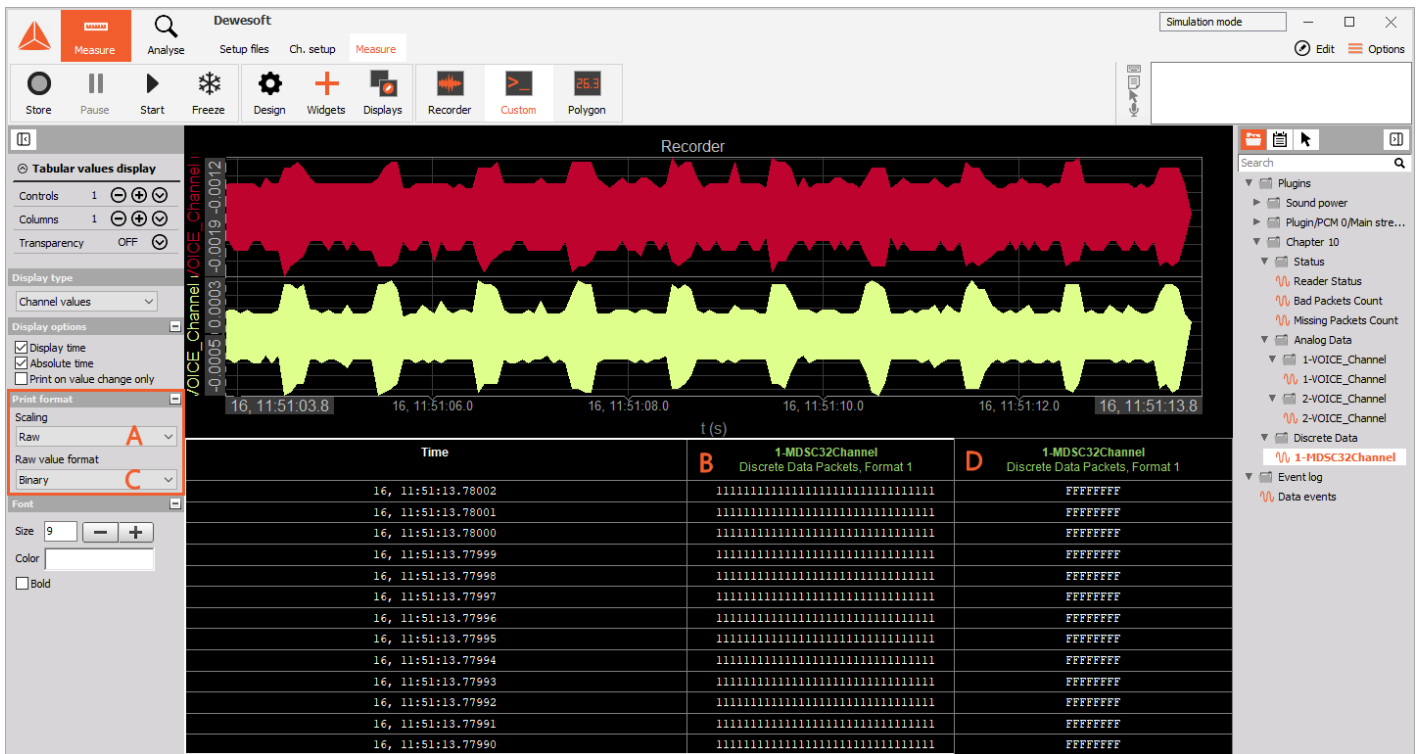 Dewesoft
Simulation mode
Measure
Analyse
Setup files Ch. setup Measure
Edit Options
Store Pause Start Freeze Design Widgets Displays Recorder Custom Polygon
26.3
Tabular values display
Controls 1
Columns 1
Transparency OFF
Display type
Channel values
Display options
Display time
Absolute time
Print on value change only
Print format
Scaling
Raw A
Raw value format
Binary C
Font
Size 9
Color
Bold
Recorder
VOICE_Channel
-0.0019 -0.0012
VOICE_Channel
-0.0005 0.0003
16, 11:51:03.8 16, 11:51:06.0 16, 11:51:08.0 16, 11:51:10.0 16, 11:51:12.0 16, 11:51:13.8
t (s)
Time B 1-MDSC32Channel D 1-MDSC32Channel
Discrete Data Packets, Format 1 Discrete Data Packets, Format 1
16, 11:51:13.78002 11111111111111111111111111111111 FFFFFFFF
16, 11:51:13.78001 11111111111111111111111111111111 FFFFFFFF
16, 11:51:13.78000 11111111111111111111111111111111 FFFFFFFF
16, 11:51:13.77999 11111111111111111111111111111111 FFFFFFFF
16, 11:51:13.77998 11111111111111111111111111111111 FFFFFFFF
16, 11:51:13.77997 11111111111111111111111111111111 FFFFFFFF
16, 11:51:13.77996 11111111111111111111111111111111 FFFFFFFF
16, 11:51:13.77995 11111111111111111111111111111111 FFFFFFFF
16, 11:51:13.77994 11111111111111111111111111111111 FFFFFFFF
16, 11:51:13.77993 11111111111111111111111111111111 FFFFFFFF
16, 11:51:13.77992 11111111111111111111111111111111 FFFFFFFF
16, 11:51:13.77991 11111111111111111111111111111111 FFFFFFFF
16, 11:51:13.77990 11111111111111111111111111111111 FFFFFFFF
Search
Plugins
Sound power
Plugin/PCM 0/Main stre...
Chapter 10
Status
Reader Status
Bad Packets Count
Missing Packets Count
Analog Data
1-VOICE_Channel
1-VOICE_Channel
2-VOICE_Channel
2-VOICE_Channel
Discrete Data
1-MDSC32Channel
Event log
Data events